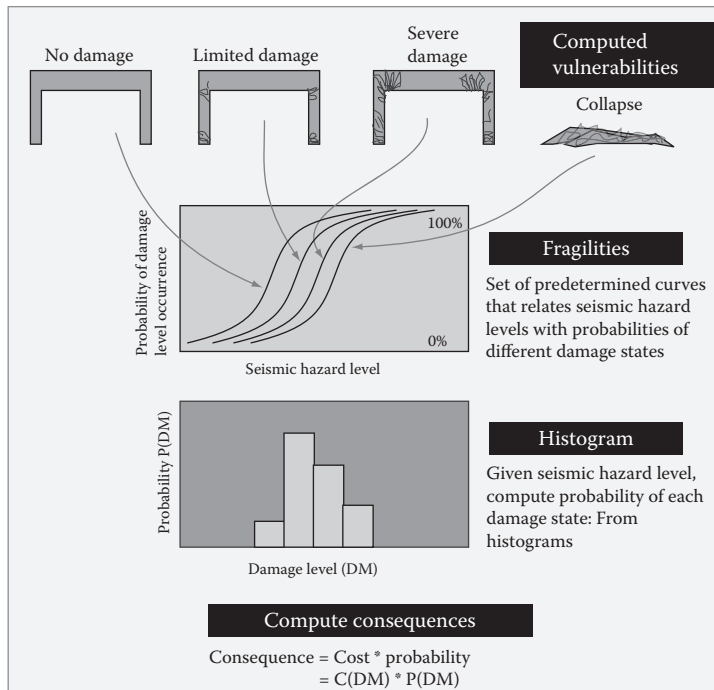 No damage
Limited damage
Severe
damage
Computed
vulnerabilities
Collapse
Probability of damage
level occurrence
100%
0%
Seismic hazard level
Fragilities
Set of predetermined curves
that relates seismic hazard
levels with probabilities of
different damage states
Probability P(DM)
Damage level (DM)
Histogram
Given seismic hazard level,
compute probability of each
damage state: From
histograms
Compute consequences
Consequence = Cost * probability
= C(DM) * P(DM)